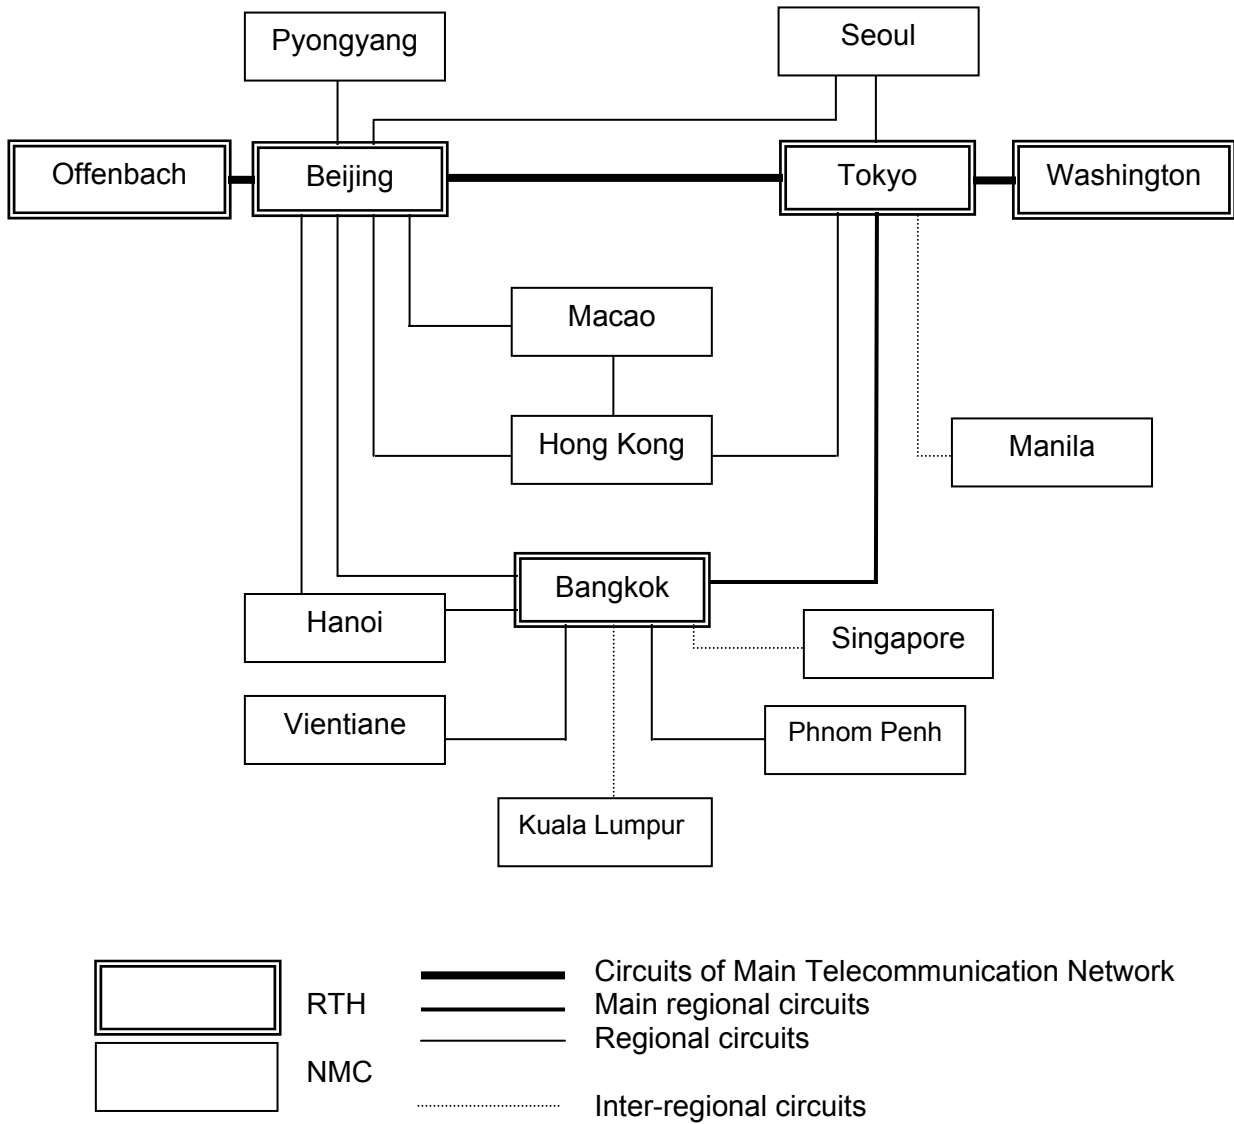 Pyongyang
Seoul
Offenbach
Beijing
Tokyo
Washington
Macao
Hong Kong
Manila
Bangkok
Hanoi
Singapore
Vientiane
Phnom Penh
Kuala Lumpur
RTH
NMC
Circuits of Main Telecommunication Network
Main regional circuits
Regional circuits
Inter-regional circuits